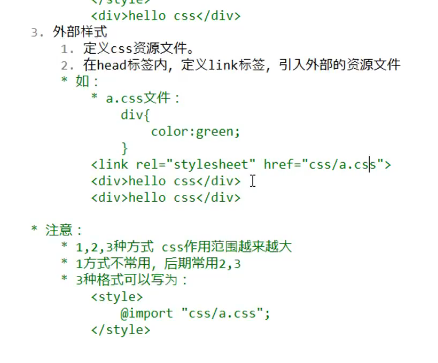 </style>
<div>hello css</div>
3. 外部样式
1. 定义css资源文件。
2. 在head标签内，定义link标签，引入外部的资源文件
* 如：
* a.css文件：
div{
color:green;
}
<link rel="stylesheet" href="css/a.css">
<div>hello css</div>
<div>hello css</div>
* 注意：
* 1,2,3种方式 css作用范围越来越大
* 1方式不常用，后期常用2,3
* 3种格式可以写为：
<style>
@import "css/a.css";
</style>